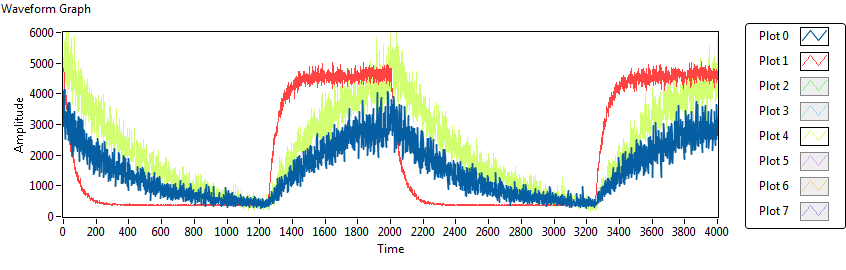 Waveform Graph
Amplitude
6000
5000
4000
3000
2000
1000
0
0 200 400 600 800 1000 1200 1400 1600 1800 2000 2200 2400 2600 2800 3000 3200 3400 3600 3800 4000
Time
Plot 0
Plot 1
Plot 2
Plot 3
Plot 4
Plot 5
Plot 6
Plot 7